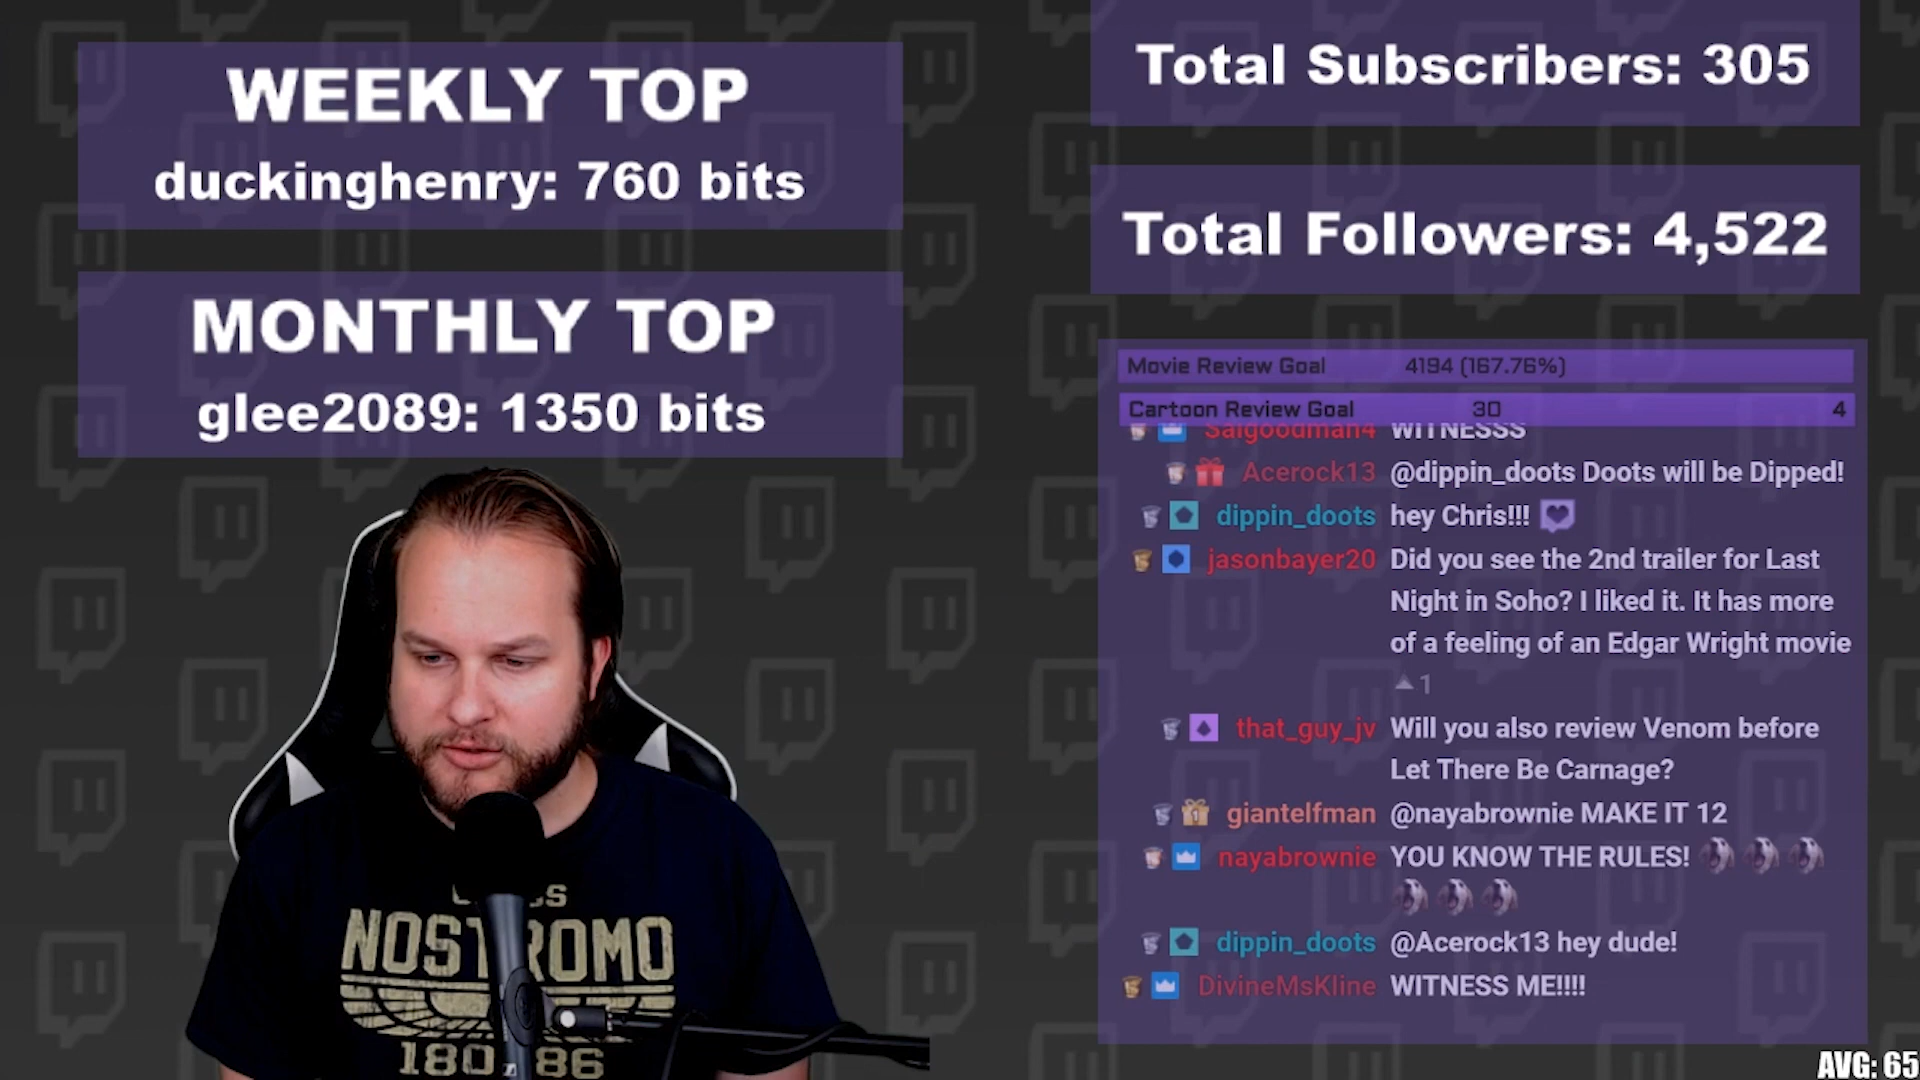 WEEKLY TOP
duckinghenry: 760 bits
MONTHLY TOP
glee2089: 1350 bits
Total Subscribers: 305
Total Followers: 4,522
Movie Review Goal 4194 (167.76%)
Cartoon Review Goal 30 4
Saigoodman4 WITNESSS
Acerock13 @dippin_doots Doots will be Dipped!
dippin_doots hey Chris!!!
jasonbayer20 Did you see the 2nd trailer for Last
Night in Soho? I liked it. It has more
of a feeling of an Edgar Wright movie
1
that_guy_jv Will you also review Venom before
Let There Be Carnage?
giantelfman @nayabrownie MAKE IT 12
nayabrownie YOU KNOW THE RULES!
dippin_doots @Acerock13 hey dude!
DivineMsKline WITNESS ME!!!!
NOSTROMO
180 86
AVG: 65